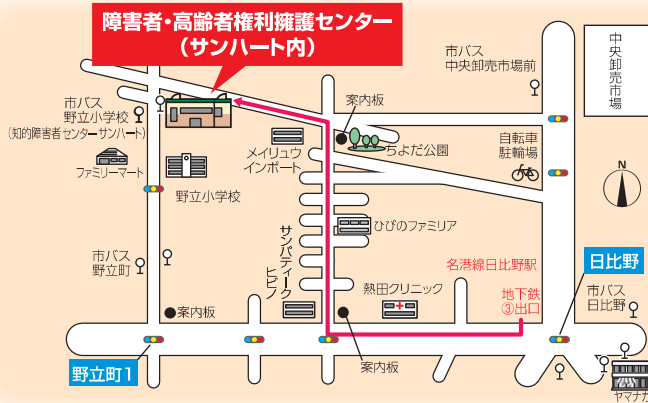 障害者・高齢者権利擁護センター
（サンハート内）
市バス
中央卸売市場前
中央卸売市場
市バス
野立小学校
(知的障害者センターサンハート)
ファミリーマート
野立小学校
メイリュウ
インポート
案内板
ちよだ公園
自転車
駐輪場
N
ひびのファミリア
サンパティーク
ヒビノ
市バス
野立町
名港線日比野駅
日比野
地下鉄
③出口
熱田クリニック
市バス
日比野
案内板
案内板
野立町1
ヤマナカ